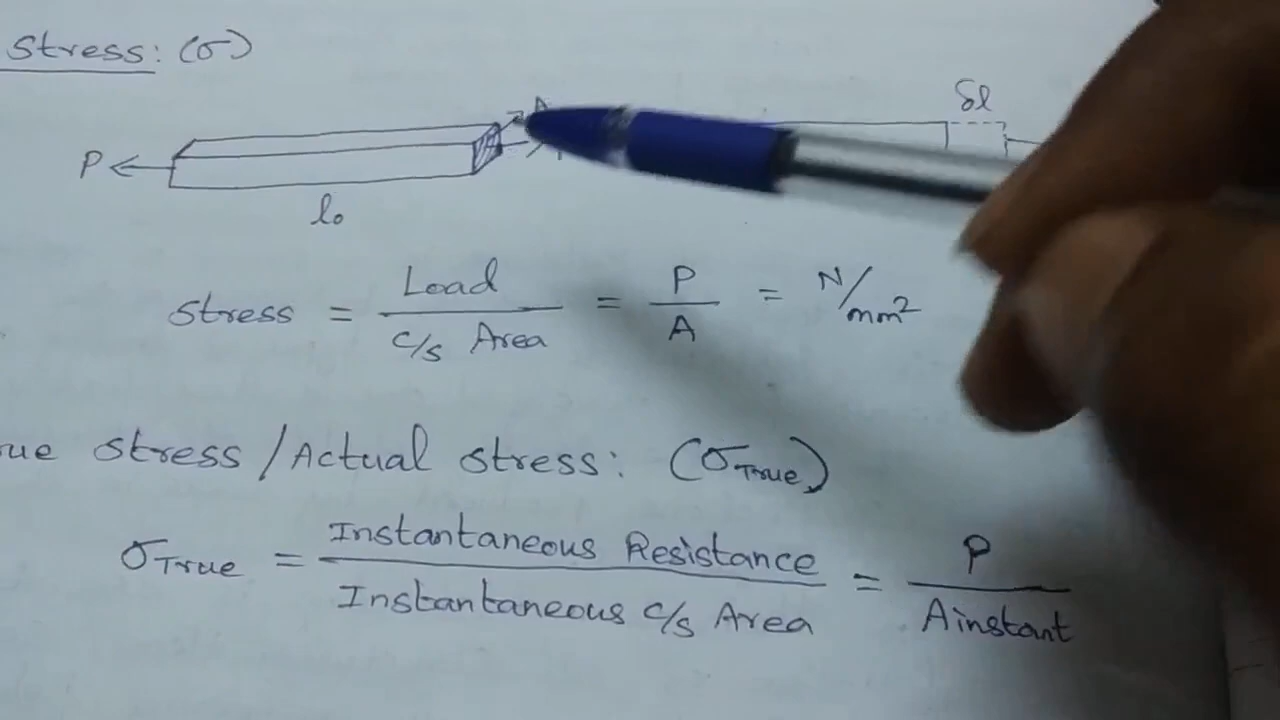 Stress: (σ)
A
δl
P
l₀
Stress = Load / C/s Area = P / A = N/mm²
ue Stress / Actual Stress: (σTrue)
σTrue = Instantaneous Resistance / Instantaneous C/s Area = P / Ainstant